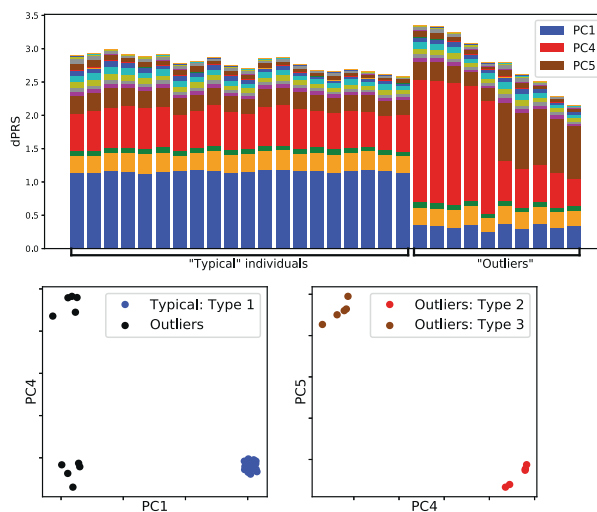 3.5
3.0
2.5
2.0
1.5
1.0
0.5
0.0
dPRS
PC1
PC4
PC5
"Typical" individuals
"Outliers"
Typical: Type 1
Outliers
PC4
PC1
Outliers: Type 2
Outliers: Type 3
PC5
PC4